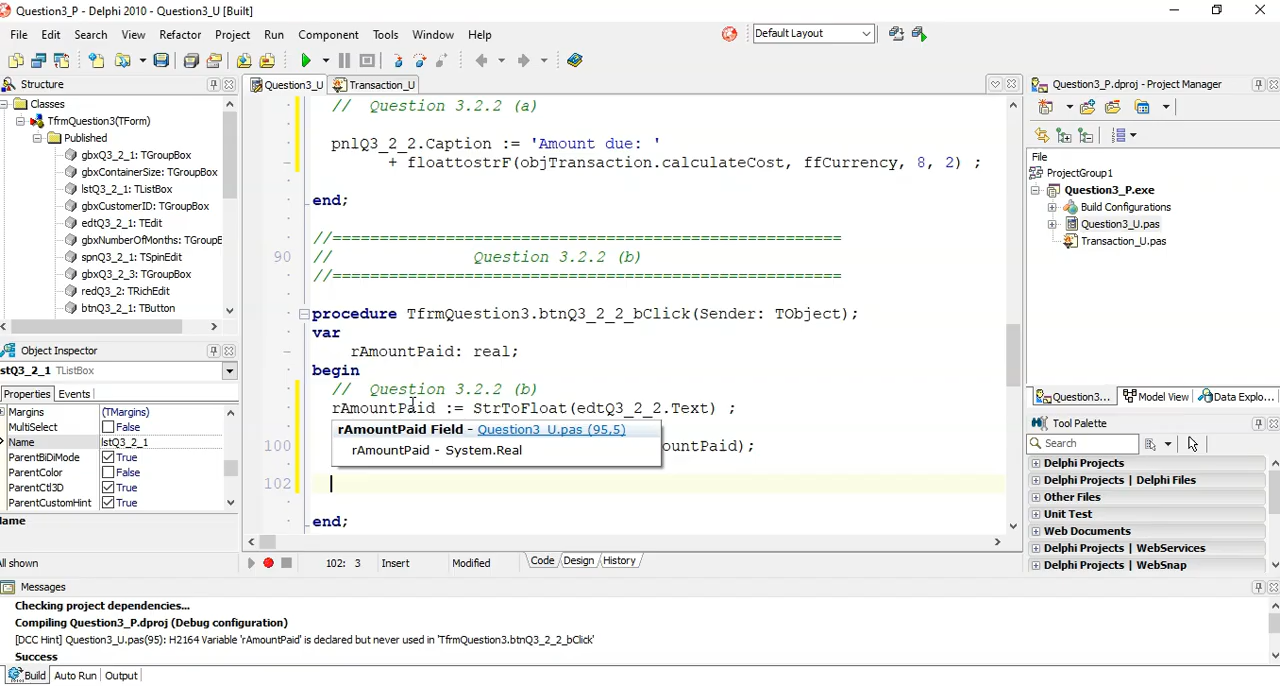 Question3_P - Delphi 2010 - Question3_U [Built]
File Edit Search View Refactor Project Run Component Tools Window Help
Default Layout
Structure
Classes
TfrmQuestion3(TForm)
Published
gbxQ3_2_1: TGroupBox
gbxContainerSize: TGroupBox
lstQ3_2_1: TListBox
gbxCustomerID: TGroupBox
edtQ3_2_1: TEdit
gbxNumberOfMonths: TGroupE
spnQ3_2_1: TSpinEdit
gbxQ3_2_3: TGroupBox
redQ3_2: TRichEdit
btnQ3_2_1: TButton
Object Inspector
stQ3_2_1 TListBox
Properties Events
Margins (TMargins)
MultiSelect False
Name lstQ3_2_1
ParentBiDiMode True
ParentColor False
ParentCtl3D True
ParentCustomHint True
ame
All shown
Question3_U Transaction_U
// Question 3.2.2 (a)
pnlQ3_2_2.Caption := 'Amount due: '
+ floattostrF(objTransaction.calculateCost, ffCurrency, 8, 2) ;
end;
//======================================================
90 // Question 3.2.2 (b)
//======================================================
procedure TfrmQuestion3.btnQ3_2_2_bClick(Sender: TObject);
var
rAmountPaid: real;
begin
// Question 3.2.2 (b)
rAmountPaid := StrToFloat(edtQ3_2_2.Text) ;
rAmountPaid Field - Question3_U.pas (95,5)
100 ountPaid);
rAmountPaid - System.Real
102
end;
102: 3 Insert Modified Code Design History
Question3_P.dproj - Project Manager
File
ProjectGroup1
Question3_P.exe
Build Configurations
Question3_U.pas
Transaction_U.pas
Question3... Model View Data Explo...
Tool Palette
Search
Delphi Projects
Delphi Projects | Delphi Files
Other Files
Unit Test
Web Documents
Delphi Projects | WebServices
Delphi Projects | WebSnap
Messages
Checking project dependencies...
Compiling Question3_P.dproj (Debug configuration)
[DCC Hint] Question3_U.pas(95): H2164 Variable 'rAmountPaid' is declared but never used in 'TfrmQuestion3.btnQ3_2_2_bClick'
Success
Build Auto Run Output